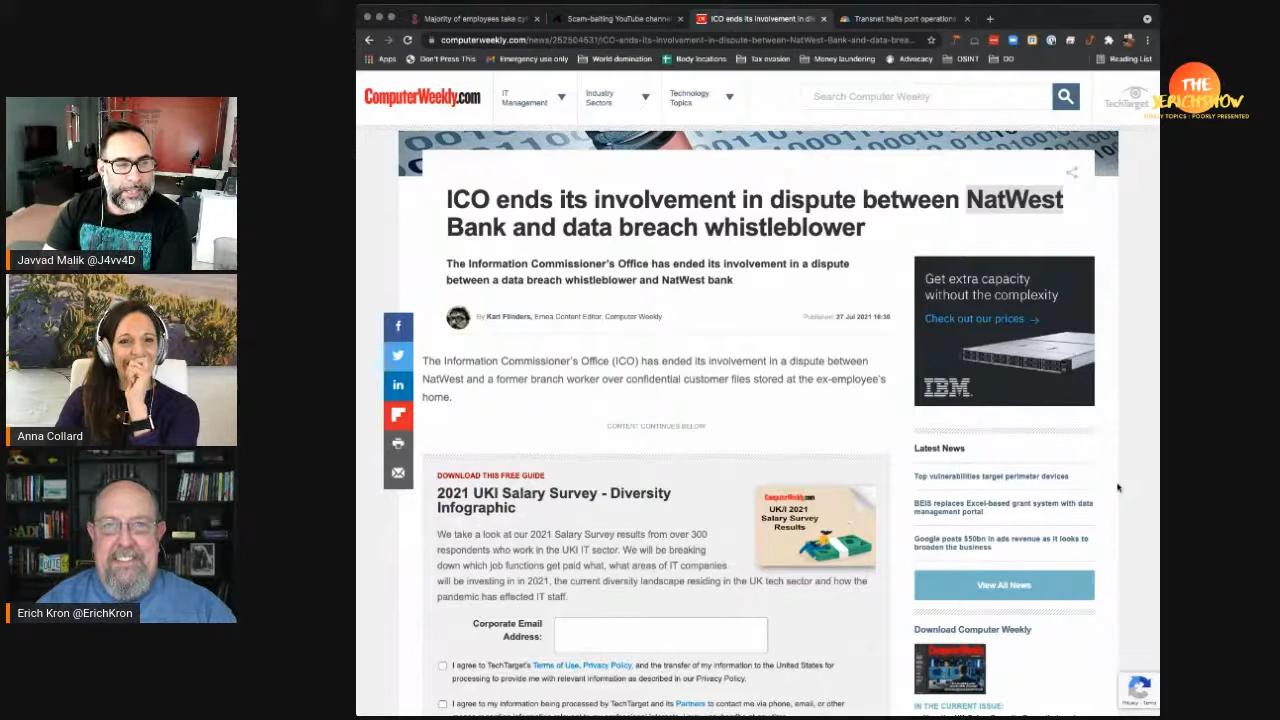 Majority of employees take cyl
Scam-baiting YouTube channel
ICO ends its involvement in dis
Transnet halts port operations
computerweekly.com/news/252504631/ICO-ends-its-involvement-in-dispute-between-NatWest-Bank-and-data-brea...
Apps
Don't Press This
Emergency use only
World domination
Body locations
Tax evasion
Money laundering
Advocacy
OSINT
DD
Reading List
ComputerWeekly.com
IT Management
Industry Sectors
Technology Topics
Search Computer Weekly
TechTarget
THE
JERICHSHOW
TOPICS : POORLY PRESENTED
ICO ends its involvement in dispute between NatWest
Bank and data breach whistleblower
The Information Commissioner's Office has ended its involvement in a dispute
between a data breach whistleblower and NatWest bank
By Karl Flinders, Emea Content Editor, Computer Weekly
Published: 27 Jul 2021 16:36
The Information Commissioner's Office (ICO) has ended its involvement in a dispute between
NatWest and a former branch worker over confidential customer files stored at the ex-employee's
home.
CONTENT CONTINUES BELOW
DOWNLOAD THIS FREE GUIDE
2021 UKI Salary Survey - Diversity
Infographic
We take a look at our 2021 Salary Survey results from over 300
respondents who work in the UKI IT sector. We will be breaking
down which job functions get paid what, what areas of IT companies
will be investing in in 2021, the current diversity landscape residing in the UK tech sector and how the
pandemic has effected IT staff.
ComputerWeekly.com
UK/I 2021
Salary Survey
Results
Corporate Email
Address:
I agree to TechTarget's Terms of Use, Privacy Policy, and the transfer of my information to the United States for
processing to provide me with relevant information as described in our Privacy Policy.
I agree to my information being processed by TechTarget and its Partners to contact me via phone, email, or other
Get extra capacity
without the complexity
Check out our prices →
IBM
Latest News
Top vulnerabilities target perimeter devices
BEIS replaces Excel-based grant system with data
management portal
Google posts $50bn in ads revenue as it looks to
broaden the business
View All News
Download Computer Weekly
ComputerWeekly
IN THE CURRENT ISSUE:
Privacy - Terms
Javvad Malik @J4vv4D
Anna Collard
Erich Kron @ErichKron